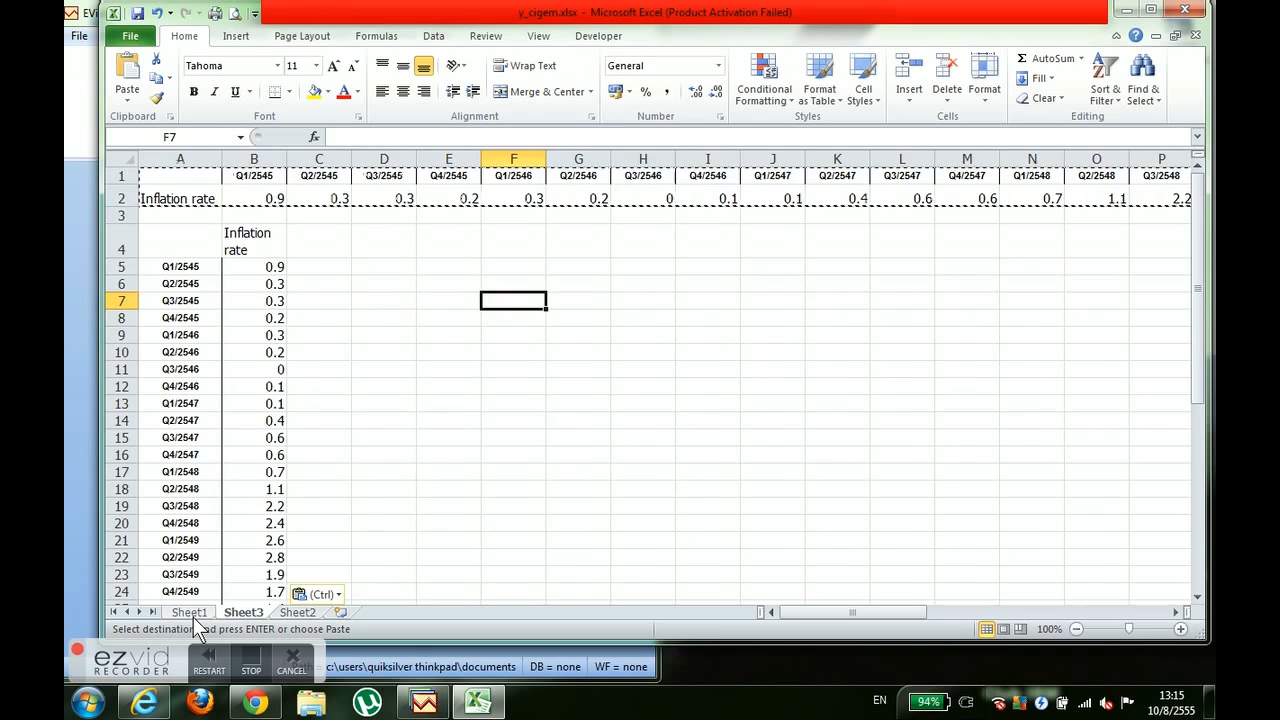 EVie
y_cigem.xlsx - Microsoft Excel (Product Activation Failed)
File
File Home Insert Page Layout Formulas Data Review View Developer
Tahoma 11 Wrap Text General AutoSum
Paste Conditional Formatting Format as Table Cell Styles Insert Delete Format Fill Sort & Filter Find & Select
B I U Merge & Center % , Clear
Clipboard Font Alignment Number Styles Cells Editing
F7 fx
A B C D E F G H I J K L M N O P
1 Q1/2545 Q2/2545 Q3/2545 Q4/2545 Q1/2546 Q2/2546 Q3/2546 Q4/2546 Q1/2547 Q2/2547 Q3/2547 Q4/2547 Q1/2548 Q2/2548 Q3/2548
2 Inflation rate 0.9 0.3 0.3 0.2 0.3 0.2 0 0.1 0.1 0.4 0.6 0.6 0.7 1.1 2.2
3
4 Inflation rate
5 Q1/2545 0.9
6 Q2/2545 0.3
7 Q3/2545 0.3
8 Q4/2545 0.2
9 Q1/2546 0.3
10 Q2/2546 0.2
11 Q3/2546 0
12 Q4/2546 0.1
13 Q1/2547 0.1
14 Q2/2547 0.4
15 Q3/2547 0.6
16 Q4/2547 0.6
17 Q1/2548 0.7
18 Q2/2548 1.1
19 Q3/2548 2.2
20 Q4/2548 2.4
21 Q1/2549 2.6
22 Q2/2549 2.8
23 Q3/2549 1.9
24 Q4/2549 1.7
(Ctrl)
Sheet1 Sheet3 Sheet2
Select destination and press ENTER or choose Paste 100%
ezvid
RECORDER
RESTART STOP CANCEL
= c:\users\quiksilver thinkpad\documents DB = none WF = none
EN 94% 13:15
10/8/2555